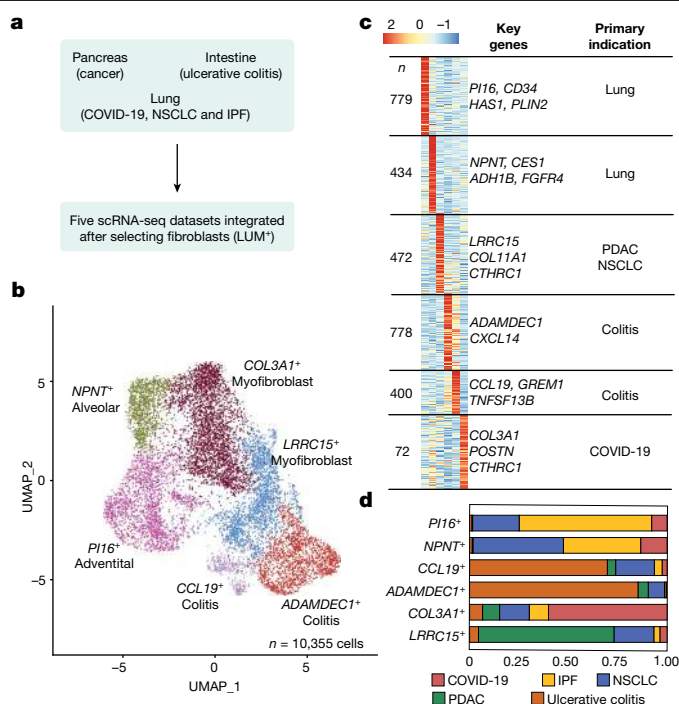 a
Pancreas
(cancer)
Intestine
(ulcerative colitis)
Lung
(COVID-19, NSCLC and IPF)
Five scRNA-seq datasets integrated
after selecting fibroblasts (LUM⁺)
b
COL3A1⁺
Myofibroblast
NPNT⁺
Alveolar
LRRC15⁺
Myofibroblast
PI16⁺
Adventital
CCL19⁺
Colitis
ADAMDEC1⁺
Colitis
n = 10,355 cells
5
0
−5
UMAP_2
−5
0
5
UMAP_1
c
2
0
−1
Key
genes
Primary
indication
n
779
PI16, CD34
HAS1, PLIN2
Lung
434
NPNT, CES1
ADH1B, FGFR4
Lung
472
LRRC15
COL11A1
CTHRC1
PDAC
NSCLC
778
ADAMDEC1
CXCL14
Colitis
400
CCL19, GREM1
TNFSF13B
Colitis
72
COL3A1
POSTN
CTHRC1
COVID-19
d
PI16⁺
NPNT⁺
CCL19⁺
ADAMDEC1⁺
COL3A1⁺
LRRC15⁺
0
0.25
0.50
0.75
1.00
COVID-19
IPF
NSCLC
PDAC
Ulcerative colitis